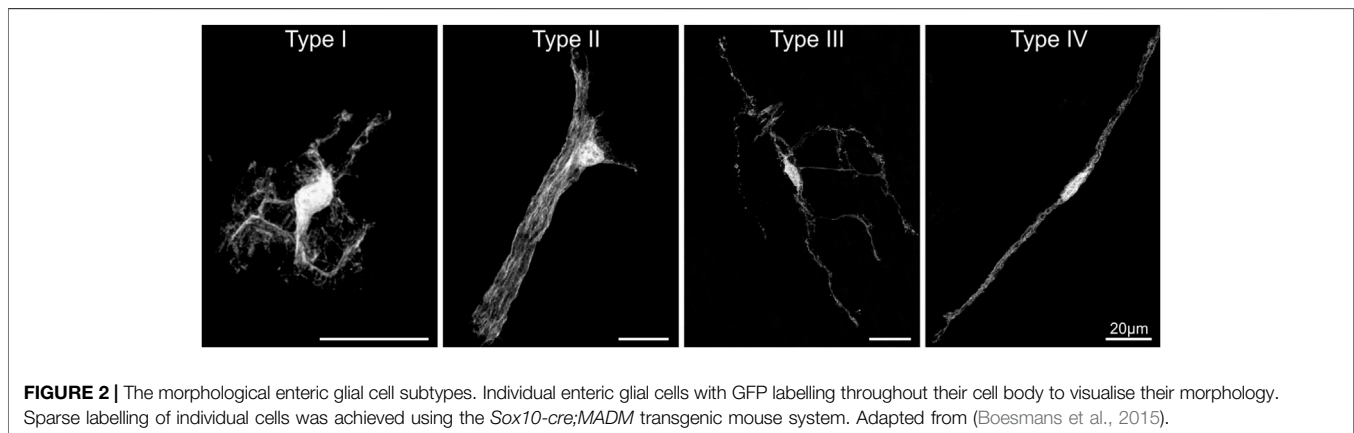 Type I Type II Type III Type IV
20µm
FIGURE 2 | The morphological enteric glial cell subtypes. Individual enteric glial cells with GFP labelling throughout their cell body to visualise their morphology.
Sparse labelling of individual cells was achieved using the Sox10-cre;MADM transgenic mouse system. Adapted from (Boesmans et al., 2015).